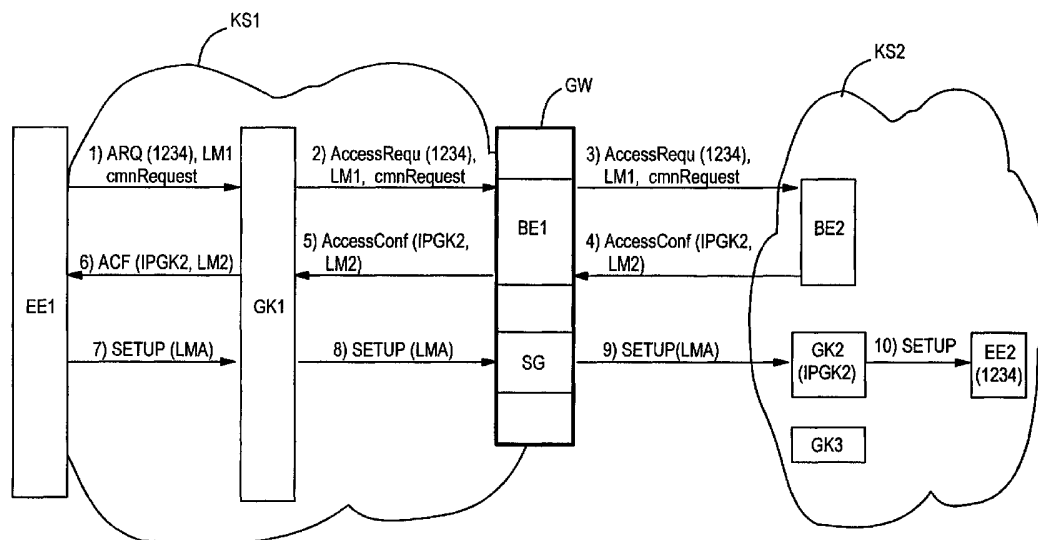 KS1
KS2
GW
1) ARQ (1234), LM1
cmnRequest
2) AccessRequ (1234),
LM1, cmnRequest
3) AccessRequ (1234),
LM1, cmnRequest
BE1
BE2
6) ACF (IPGK2, LM2)
5) AccessConf (IPGK2,
LM2)
4) AccessConf (IPGK2,
LM2)
EE1
GK1
7) SETUP (LMA)
8) SETUP (LMA)
SG
9) SETUP(LMA)
GK2
(IPGK2)
10) SETUP
EE2
(1234)
GK3